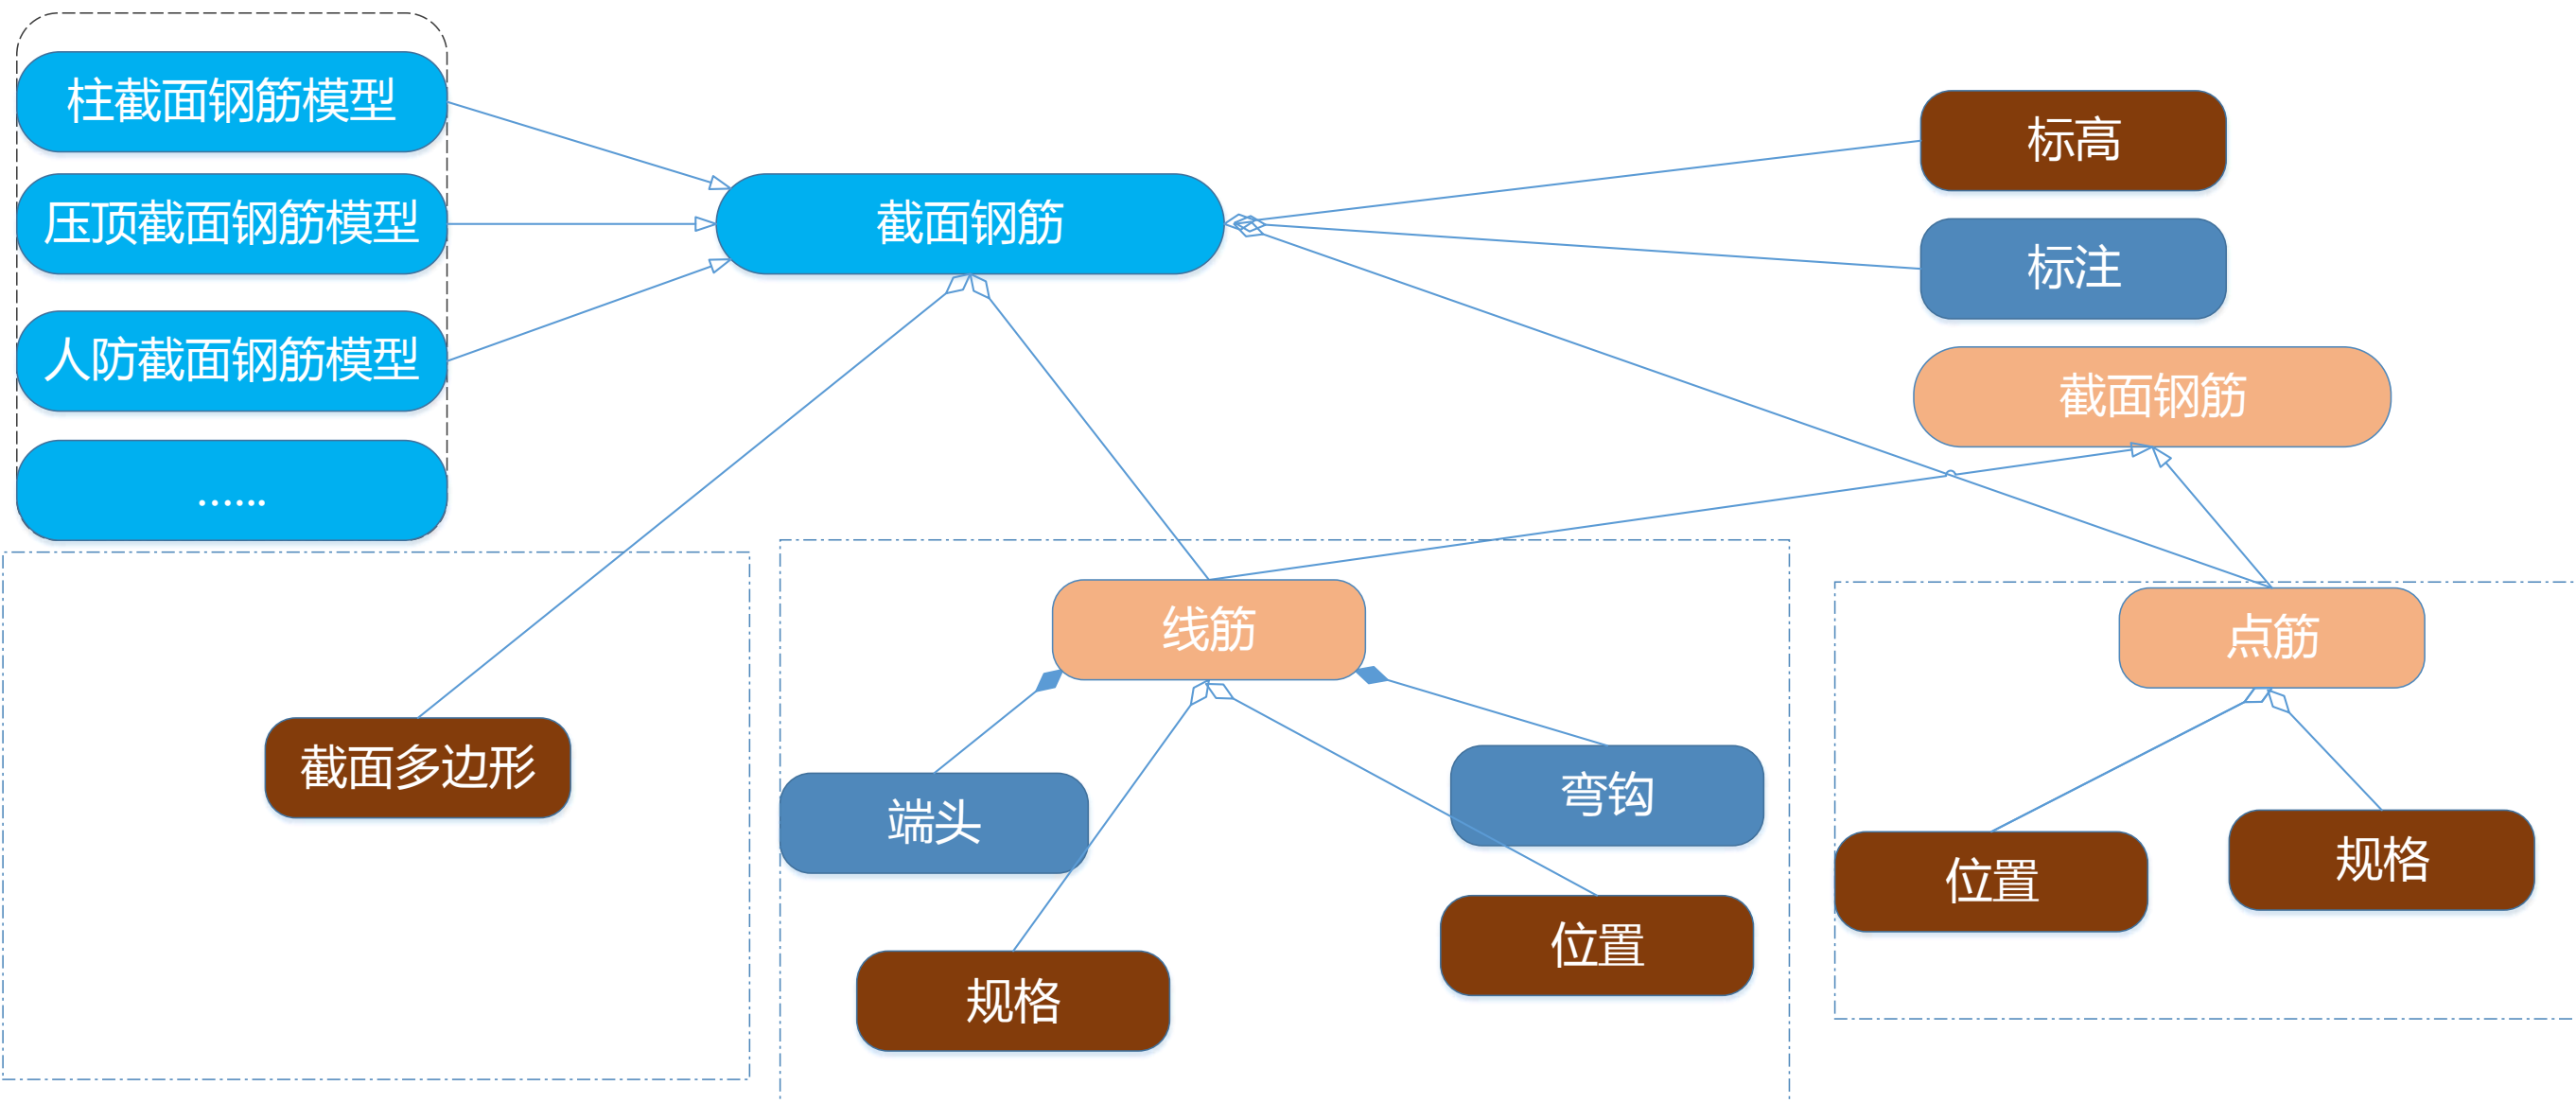 柱截面钢筋模型
压顶截面钢筋模型
人防截面钢筋模型
......
截面钢筋
标高
标注
截面钢筋
截面多边形
线筋
端头
弯钩
规格
位置
点筋
位置
规格